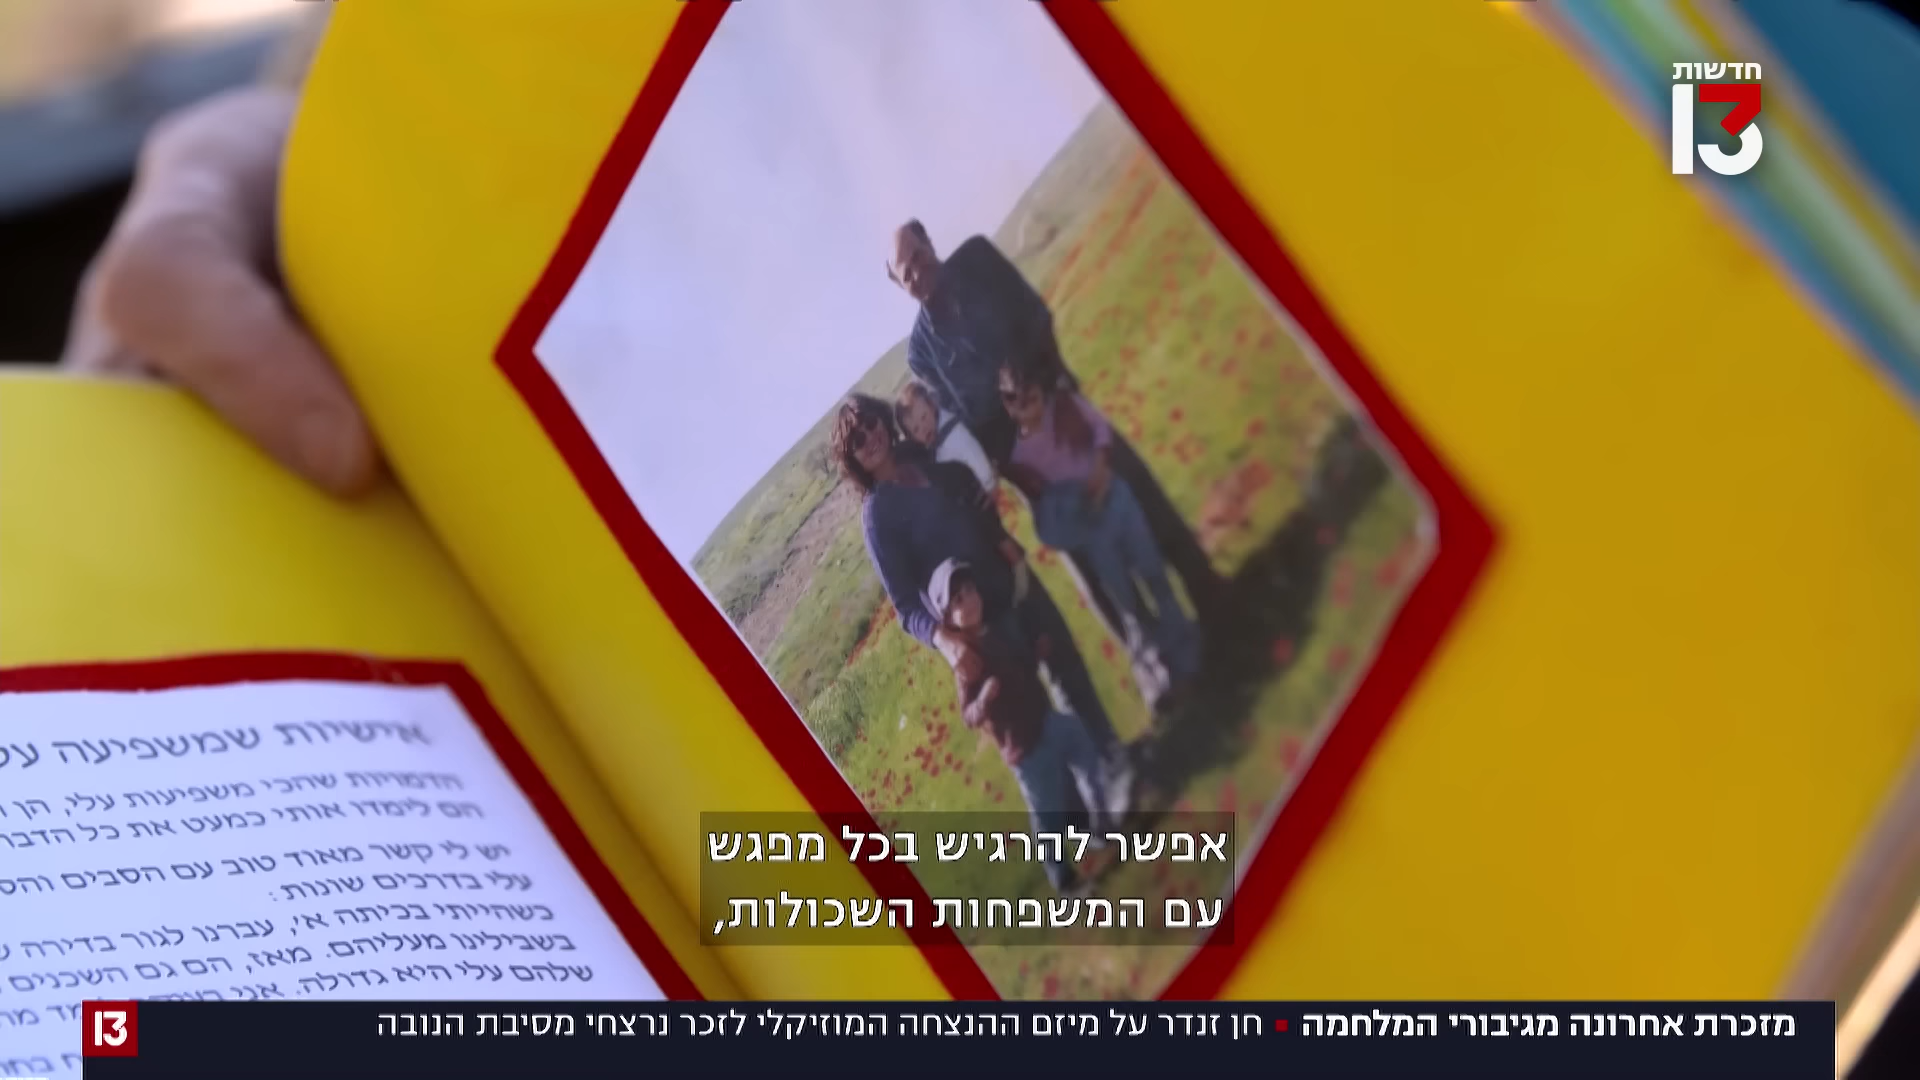 חדשות
13
אישיות שמשפיעה
הדמויות שהכי משפיעות עלי, הן
הם לימדו אותי כמעט את כל הדבר
יש לי קשר מאוד טוב עם הסבים
עלי בדרכים שונות:
כשהייתי בכיתה א', עברנו לגור בדירה
בשבילינו מעליהם. מאז, הם גם השכנים
שלהם עלי היא גדולה. אני
אפשר להרגיש בכל מפגש
עם המשפחות השכולות,
מזכרת אחרונה מגיבורי המלחמה ▪ חן זנדר על מיזם ההנצחה המוזיקלי לזכר נרצחי מסיבת הנובה
13